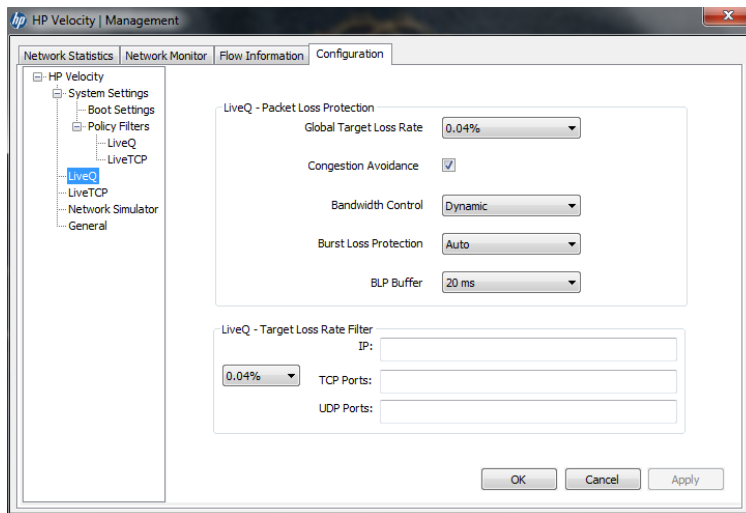 hp HP Velocity | Management
Network Statistics Network Monitor Flow Information Configuration
HP Velocity
System Settings
Boot Settings
Policy Filters
LiveQ
LiveTCP
LiveQ
LiveTCP
Network Simulator
General
LiveQ - Packet Loss Protection
Global Target Loss Rate 0.04%
Congestion Avoidance
Bandwidth Control Dynamic
Burst Loss Protection Auto
BLP Buffer 20 ms
LiveQ - Target Loss Rate Filter
IP:
0.04% TCP Ports:
UDP Ports:
OK Cancel Apply